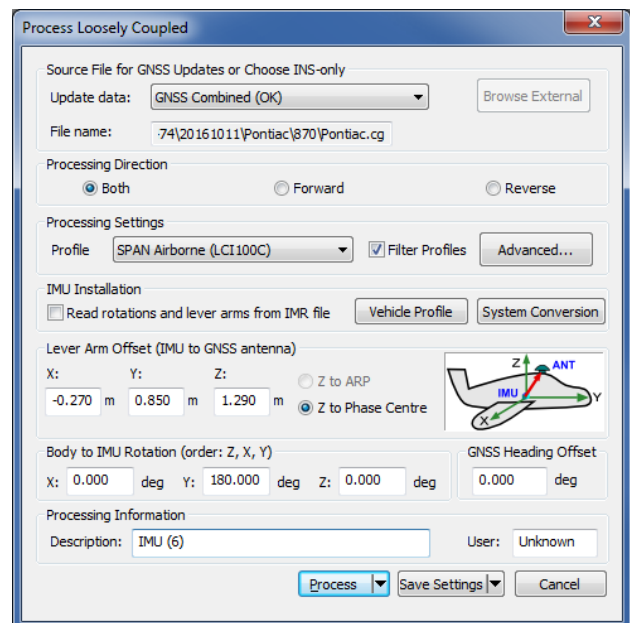 Process Loosely Coupled
Source File for GNSS Updates or Choose INS-only
Update data: GNSS Combined (OK) Browse External
File name: -74\20161011\Pontiac\870\Pontiac.cg
Processing Direction
Both Forward Reverse
Processing Settings
Profile SPAN Airborne (LCI100C) Filter Profiles Advanced...
IMU Installation
Read rotations and lever arms from IMR file Vehicle Profile System Conversion
Lever Arm Offset (IMU to GNSS antenna)
X: Y: Z: Z to ARP
-0.270 m 0.850 m 1.290 m Z to Phase Centre
Z ANT
IMU
Y
X
Body to IMU Rotation (order: Z, X, Y) GNSS Heading Offset
X: 0.000 deg Y: 180.000 deg Z: 0.000 deg 0.000 deg
Processing Information
Description: IMU (6) User: Unknown
Process Save Settings Cancel